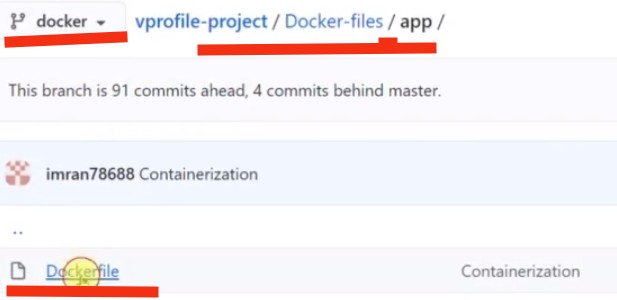 docker vprofile-project / Docker-files / app /
This branch is 91 commits ahead, 4 commits behind master.
imran78688 Containerization
..
Dockerfile Containerization